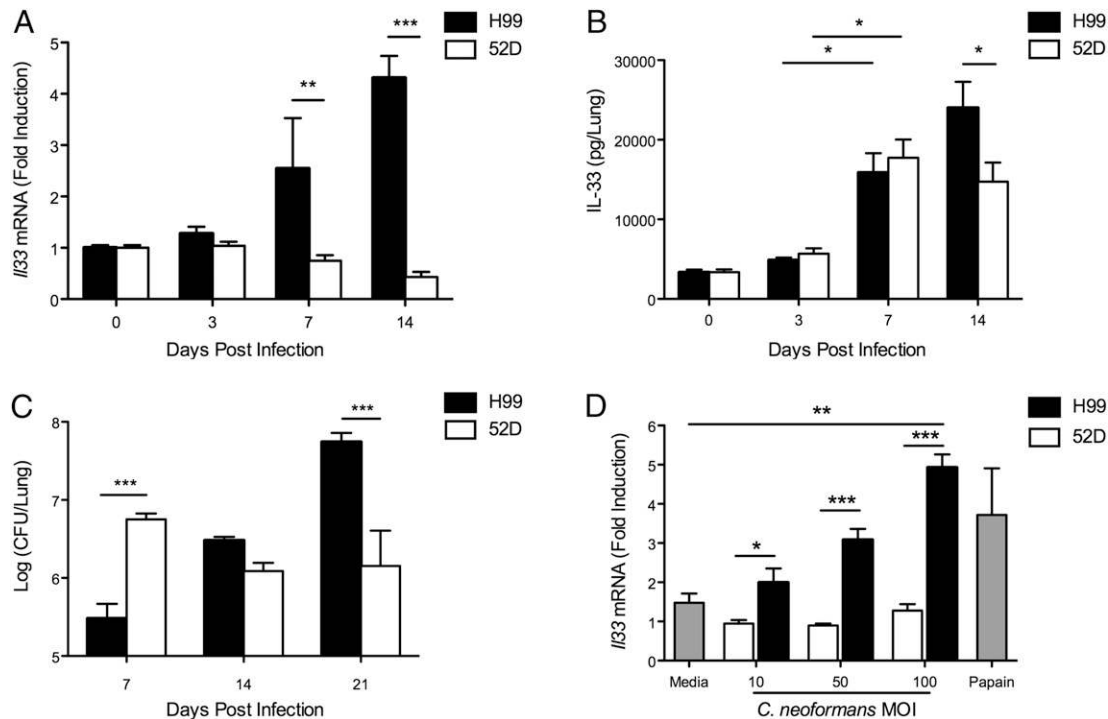 A
H99
52D
Il33 mRNA (Fold Induction)
5
4
3
2
1
0
**
***
0
3
7
14
Days Post Infection
B
H99
52D
IL-33 (pg/Lung)
30000
20000
10000
0
*
*
*
0
3
7
14
Days Post Infection
C
H99
52D
Log (CFU/Lung)
8
7
6
5
***
***
7
14
21
Days Post Infection
D
H99
52D
Il33 mRNA (Fold Induction)
6
5
4
3
2
1
0
**
*
***
***
Media
10
50
100
Papain
C. neoformans MOI